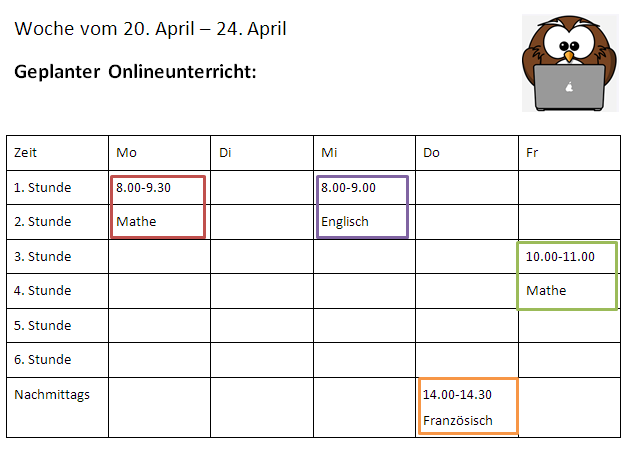 Woche vom 20. April – 24. April
Geplanter Onlineunterricht:
Zeit Mo Di Mi Do Fr
1. Stunde 8.00-9.30 8.00-9.00
2. Stunde Mathe Englisch
3. Stunde 10.00-11.00
4. Stunde Mathe
5. Stunde
6. Stunde
Nachmittags 14.00-14.30
Französisch